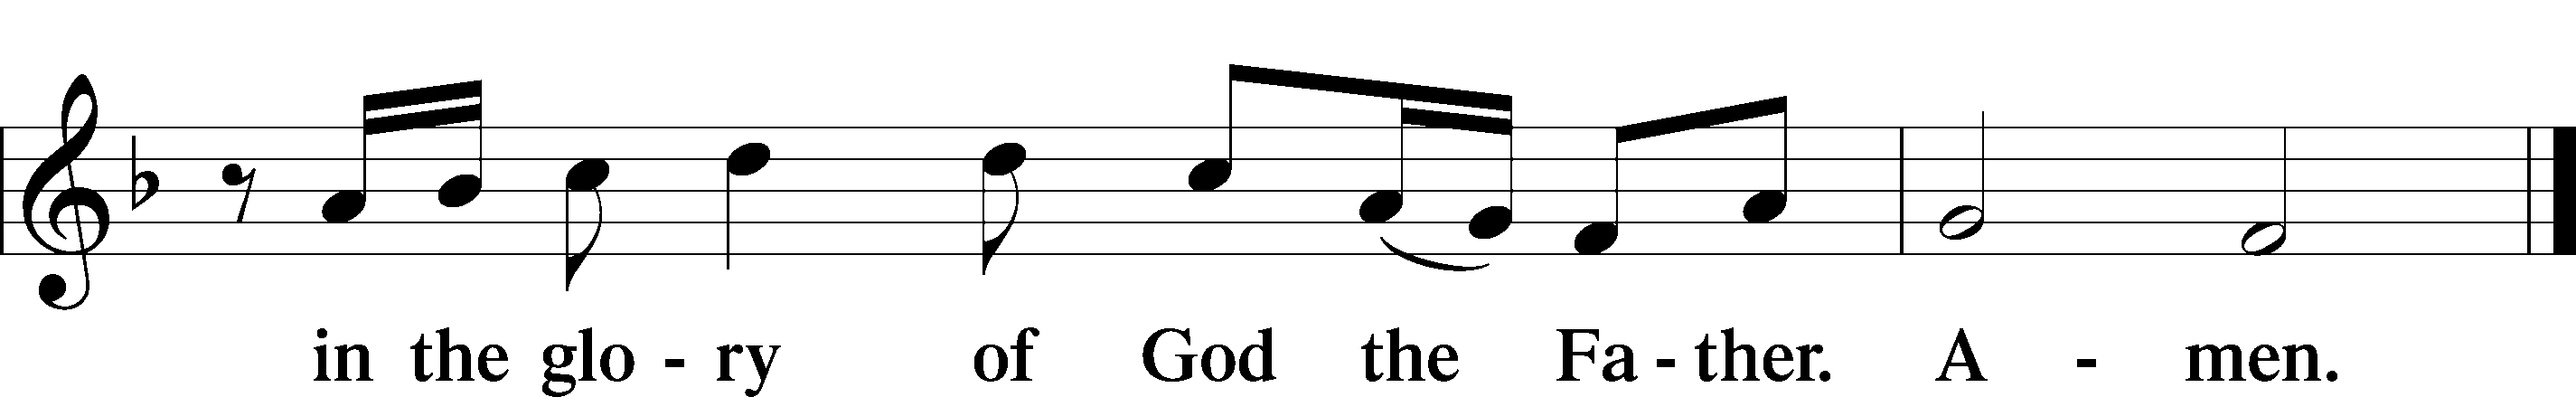 in the glo - ry of God the Fa - ther. A - men.